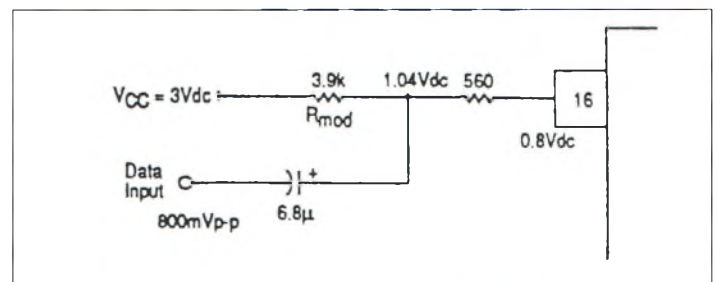 3.9k 1.04Vdc 560
VCC = 3Vdc 16
Rmod
0.8Vdc
Data
Input
800mVp-p 6.8µ +